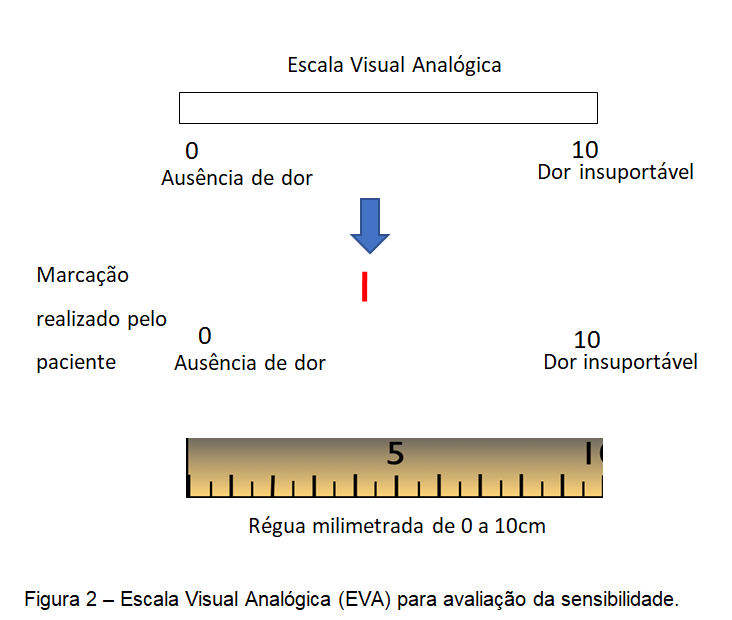 Escala Visual Analógica
0
10
Ausência de dor
Dor insuportável
Marcação
realizado pelo
paciente
0
10
Ausência de dor
Dor insuportável
5
10
Régua milimetrada de 0 a 10cm
Figura 2 – Escala Visual Analógica (EVA) para avaliação da sensibilidade.